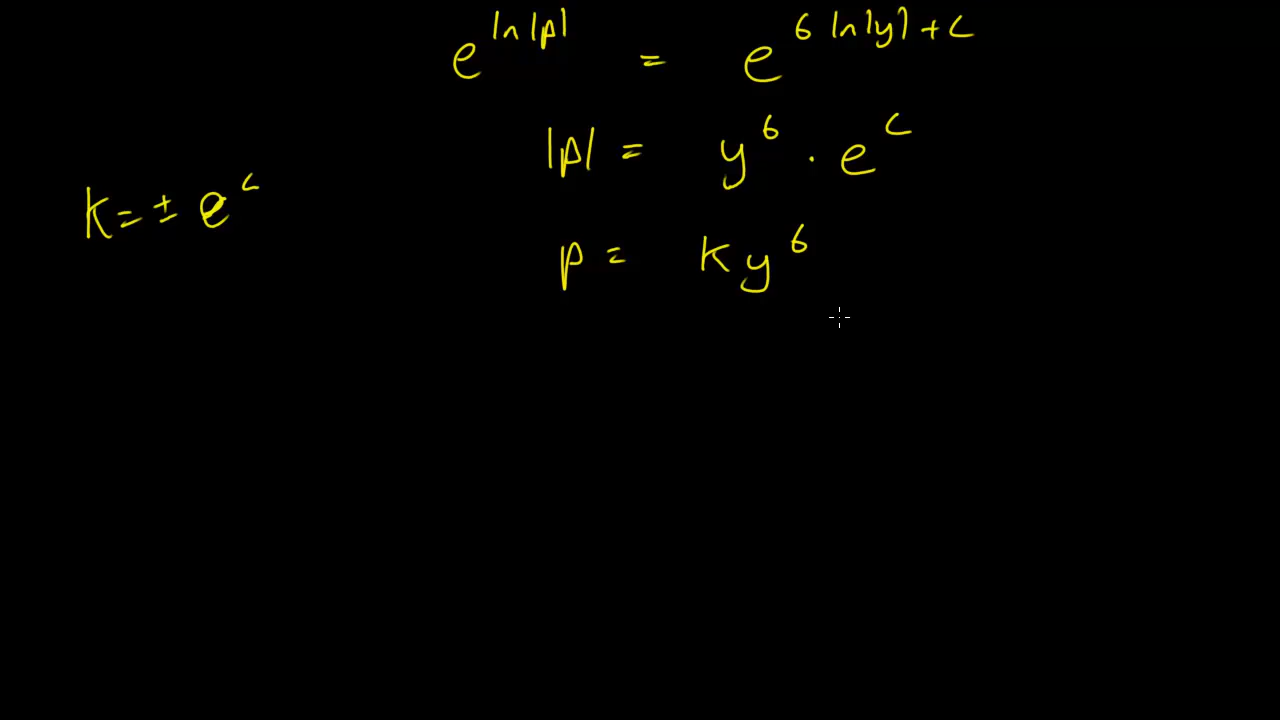 e^{ln|p|} = e^{6 ln|y| + c}
|p| = y^6 · e^c
k = ± e^c
p = k y^6